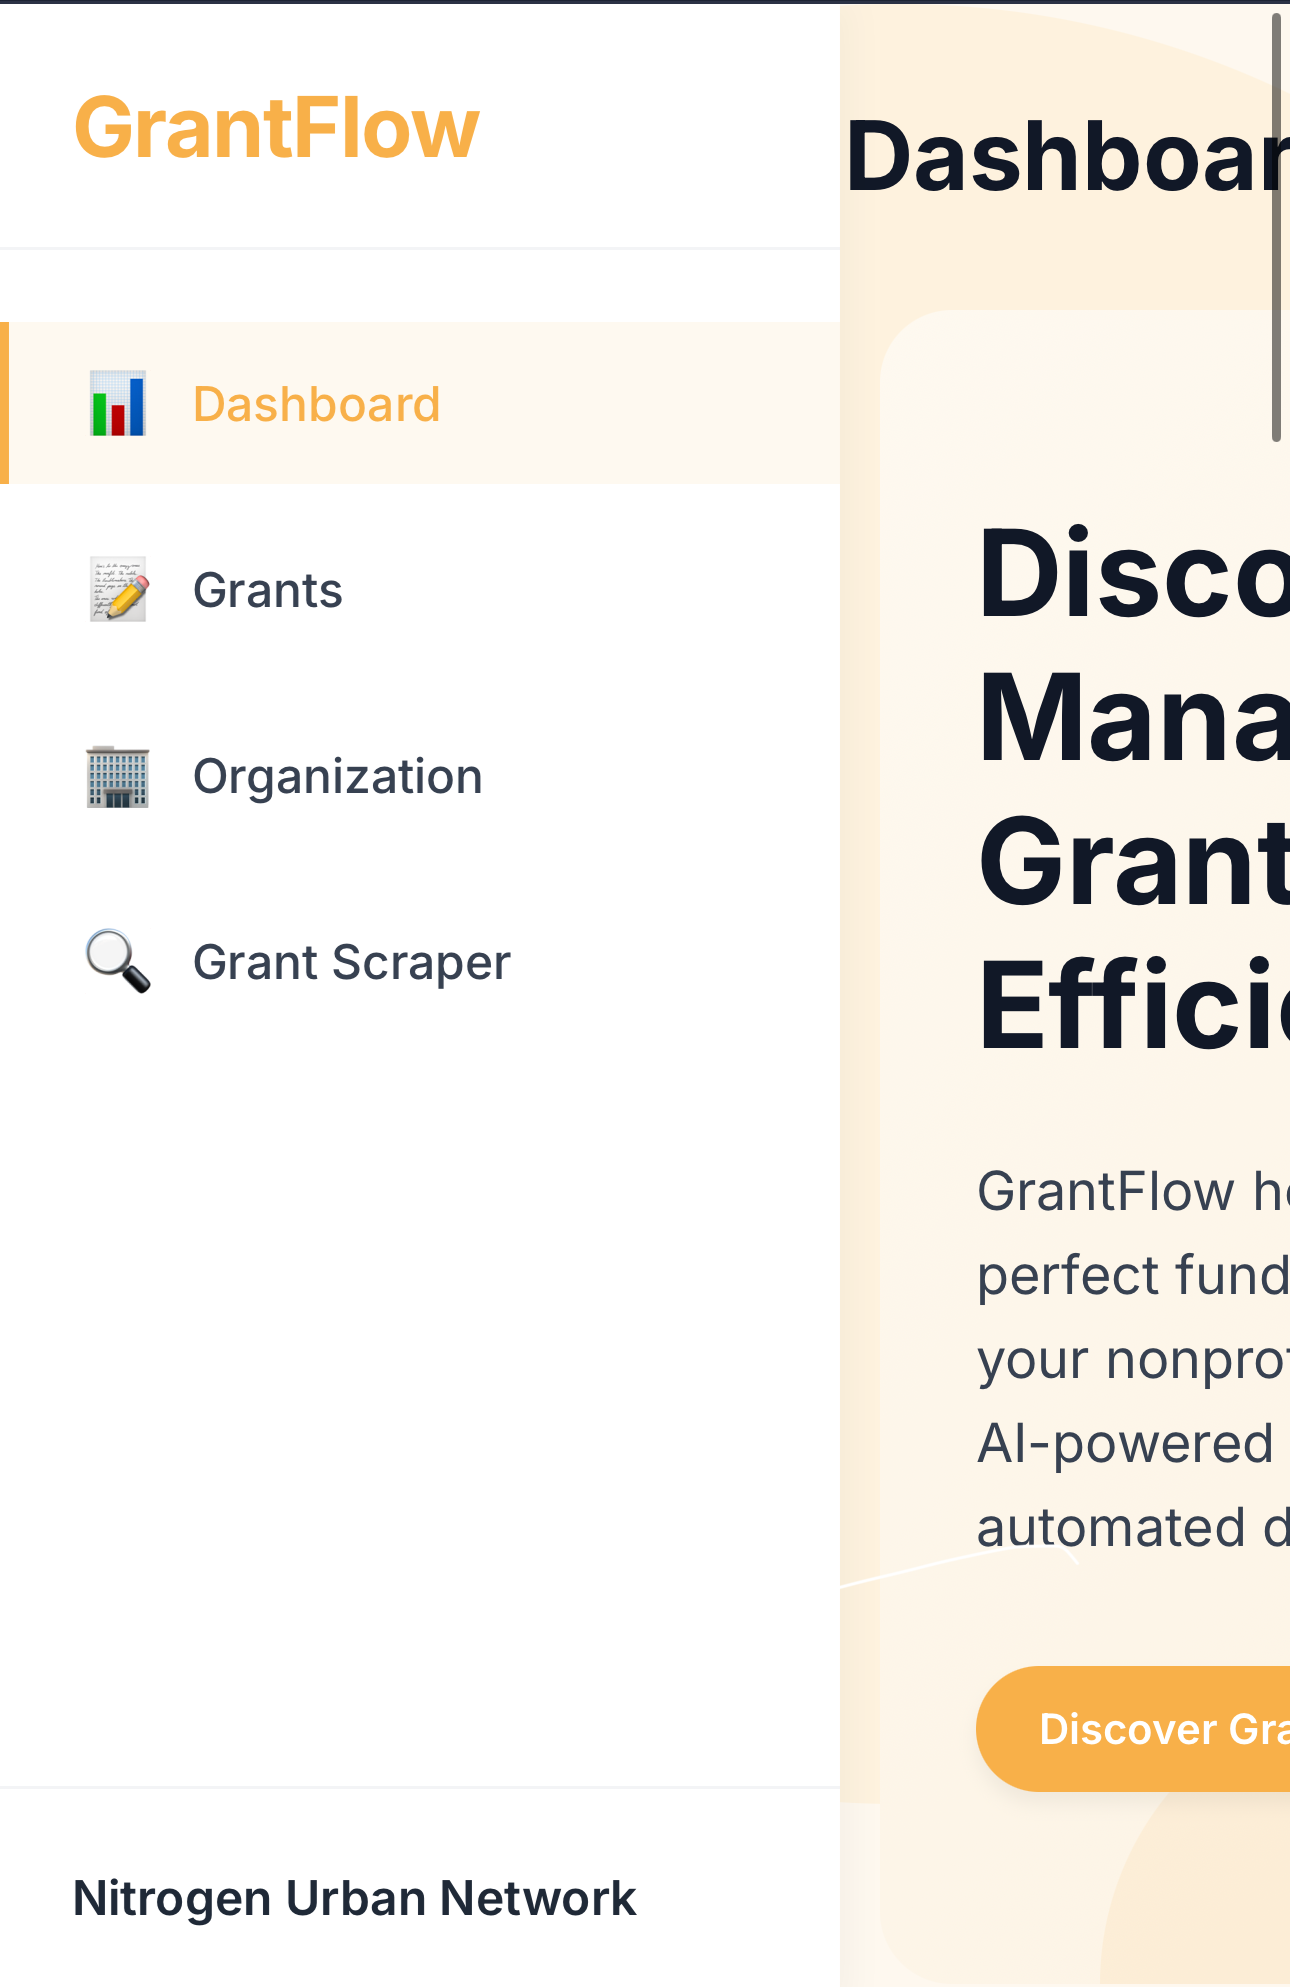 GrantFlow
Dashboard
Grants
Organization
Grant Scraper
Nitrogen Urban Network
Dashboar
Disco
Mana
Grant
Effici
GrantFlow h
perfect fund
your nonprof
AI-powered
automated d
Discover Gra